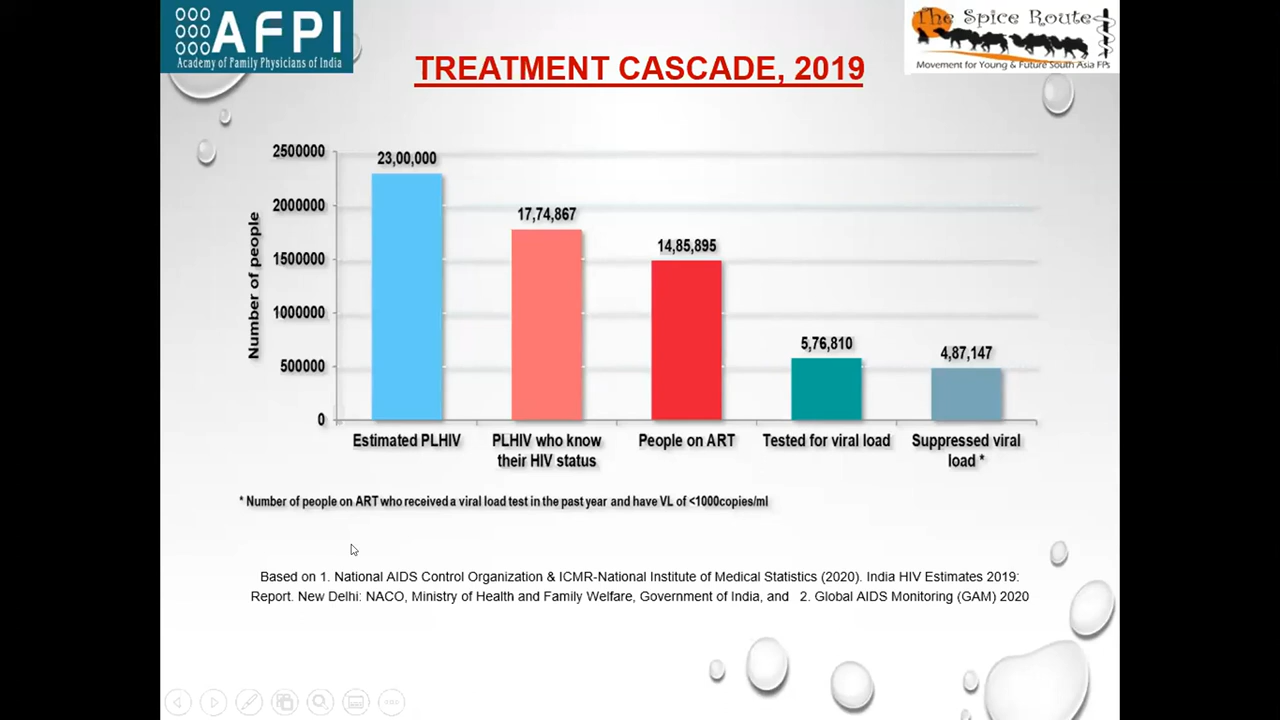 AFPI
Academy of Family Physicians of India
The Spice Route
Movement for Young & Future South Asia FPs
TREATMENT CASCADE, 2019
Number of people
2500000
2000000
1500000
1000000
500000
0
23,00,000
17,74,867
14,85,895
5,76,810
4,87,147
Estimated PLHIV
PLHIV who know
their HIV status
People on ART
Tested for viral load
Suppressed viral
load *
* Number of people on ART who received a viral load test in the past year and have VL of <1000copies/ml
Based on 1. National AIDS Control Organization & ICMR-National Institute of Medical Statistics (2020). India HIV Estimates 2019:
Report. New Delhi: NACO, Ministry of Health and Family Welfare, Government of India, and 2. Global AIDS Monitoring (GAM) 2020